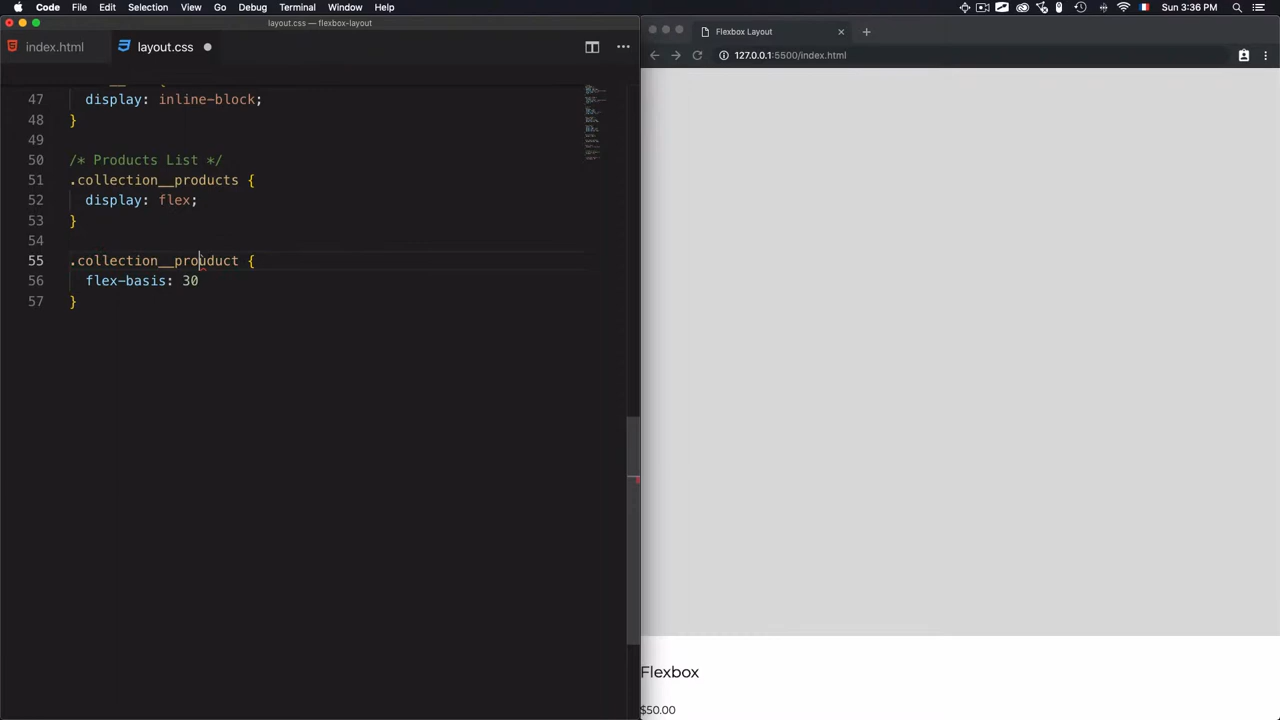 Code File Edit Selection View Go Debug Terminal Window Help Sun 3:36 PM
layout.css — flexbox-layout
index.html layout.css
Flexbox Layout
127.0.0.1:5500/index.html
47 display: inline-block;
48 }
49
50 /* Products List */
51 .collection__products {
52 display: flex;
53 }
54
55 .collection__product {
56 flex-basis: 30
57 }
Flexbox
$50.00